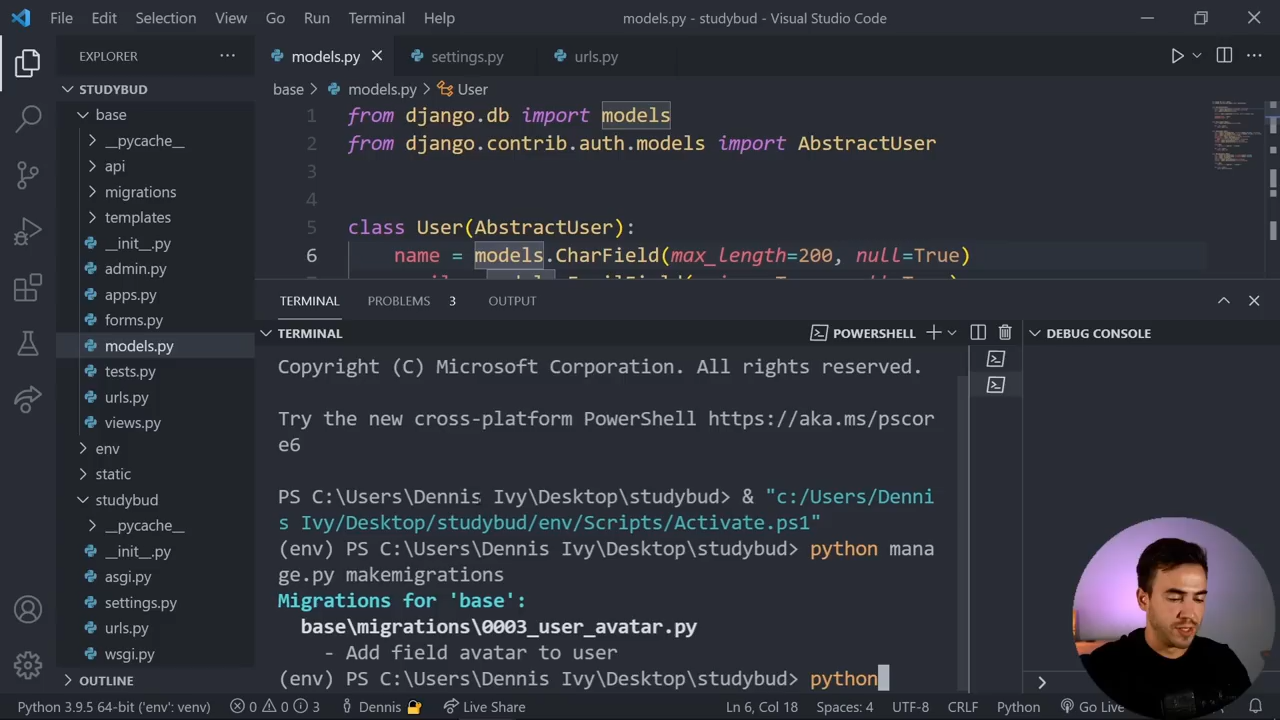 File Edit Selection View Go Run Terminal Help models.py - studybud - Visual Studio Code
EXPLORER
models.py settings.py urls.py
STUDYBUD
base
__pycache__
api
migrations
templates
__init__.py
admin.py
apps.py
forms.py
models.py
tests.py
urls.py
views.py
env
static
studybud
__pycache__
__init__.py
asgi.py
settings.py
urls.py
wsgi.py
OUTLINE
base > models.py > User
1 from django.db import models
2 from django.contrib.auth.models import AbstractUser
3
4
5 class User(AbstractUser):
6 name = models.CharField(max_length=200, null=True)
TERMINAL PROBLEMS 3 OUTPUT
TERMINAL POWERSHELL DEBUG CONSOLE
Copyright (C) Microsoft Corporation. All rights reserved.
Try the new cross-platform PowerShell https://aka.ms/pscor
e6
PS C:\Users\Dennis Ivy\Desktop\studybud> & "c:/Users/Denni
s Ivy/Desktop/studybud/env/Scripts/Activate.ps1"
(env) PS C:\Users\Dennis Ivy\Desktop\studybud> python mana
ge.py makemigrations
Migrations for 'base':
base\migrations\0003_user_avatar.py
- Add field avatar to user
(env) PS C:\Users\Dennis Ivy\Desktop\studybud> python
Python 3.9.5 64-bit ('env': venv) 0 0 3 Dennis Live Share Ln 6, Col 18 Spaces: 4 UTF-8 CRLF Python Go Live